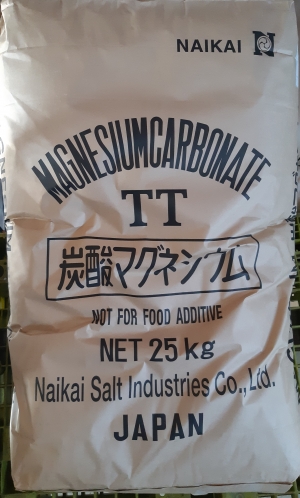 NAIKAI N
MAGNESIUMCARBONATE
TT
炭酸マグネシウム
NOT FOR FOOD ADDITIVE
NET 25 kg
Naikai Salt Industries Co., Ltd.
JAPAN